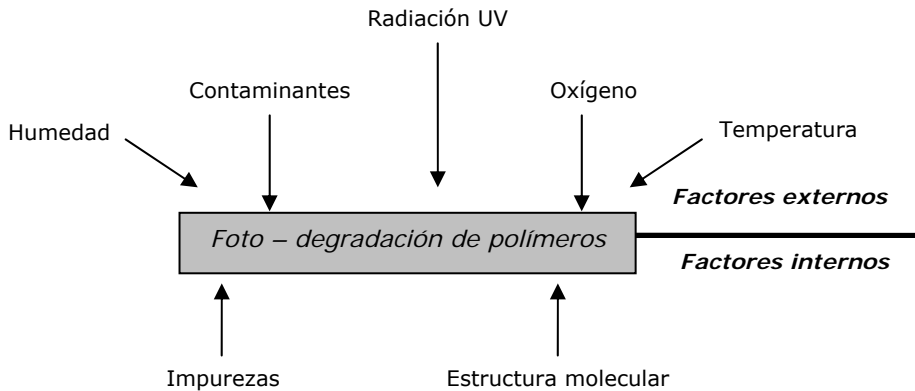 Radiación UV
Contaminantes
Oxígeno
Humedad
Temperatura
Factores externos
Foto – degradación de polímeros
Factores internos
Impurezas
Estructura molecular